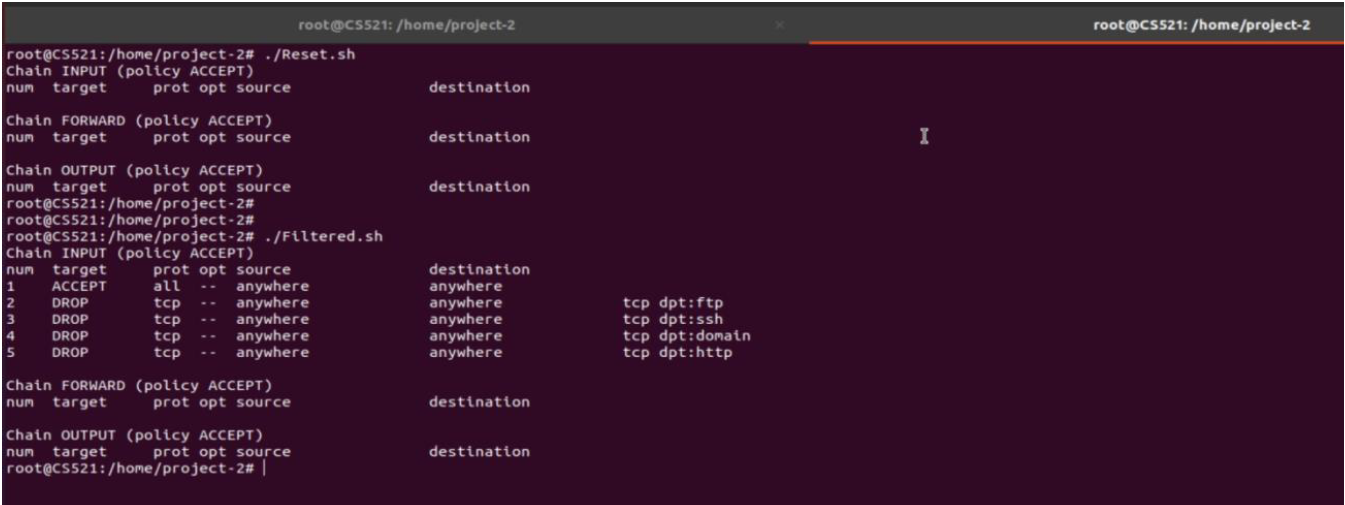 root@CS521: /home/project-2 × root@CS521: /home/project-2
root@CS521:/home/project-2# ./Reset.sh
Chain INPUT (policy ACCEPT)
num  target     prot opt source               destination

Chain FORWARD (policy ACCEPT)
num  target     prot opt source               destination

Chain OUTPUT (policy ACCEPT)
num  target     prot opt source               destination
root@CS521:/home/project-2#
root@CS521:/home/project-2#
root@CS521:/home/project-2# ./Filtered.sh
Chain INPUT (policy ACCEPT)
num  target     prot opt source               destination
1    ACCEPT     all  --  anywhere             anywhere
2    DROP       tcp  --  anywhere             anywhere             tcp dpt:ftp
3    DROP       tcp  --  anywhere             anywhere             tcp dpt:ssh
4    DROP       tcp  --  anywhere             anywhere             tcp dpt:domain
5    DROP       tcp  --  anywhere             anywhere             tcp dpt:http

Chain FORWARD (policy ACCEPT)
num  target     prot opt source               destination

Chain OUTPUT (policy ACCEPT)
num  target     prot opt source               destination
root@CS521:/home/project-2#